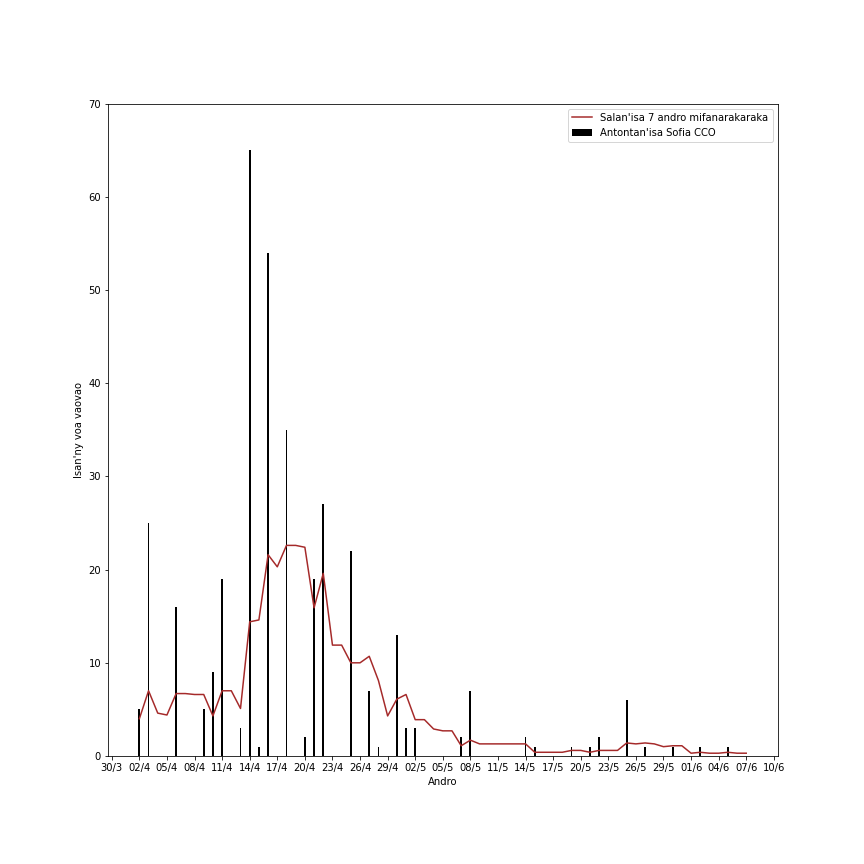 Salan'isa 7 andro mifanarakaraka
Antontan'isa Sofia CCO
70
60
50
40
30
20
10
0
Isan'ny voa vaovao
30/3 02/4 05/4 08/4 11/4 14/4 17/4 20/4 23/4 26/4 29/4 02/5 05/5 08/5 11/5 14/5 17/5 20/5 23/5 26/5 29/5 01/6 04/6 07/6 10/6
Andro